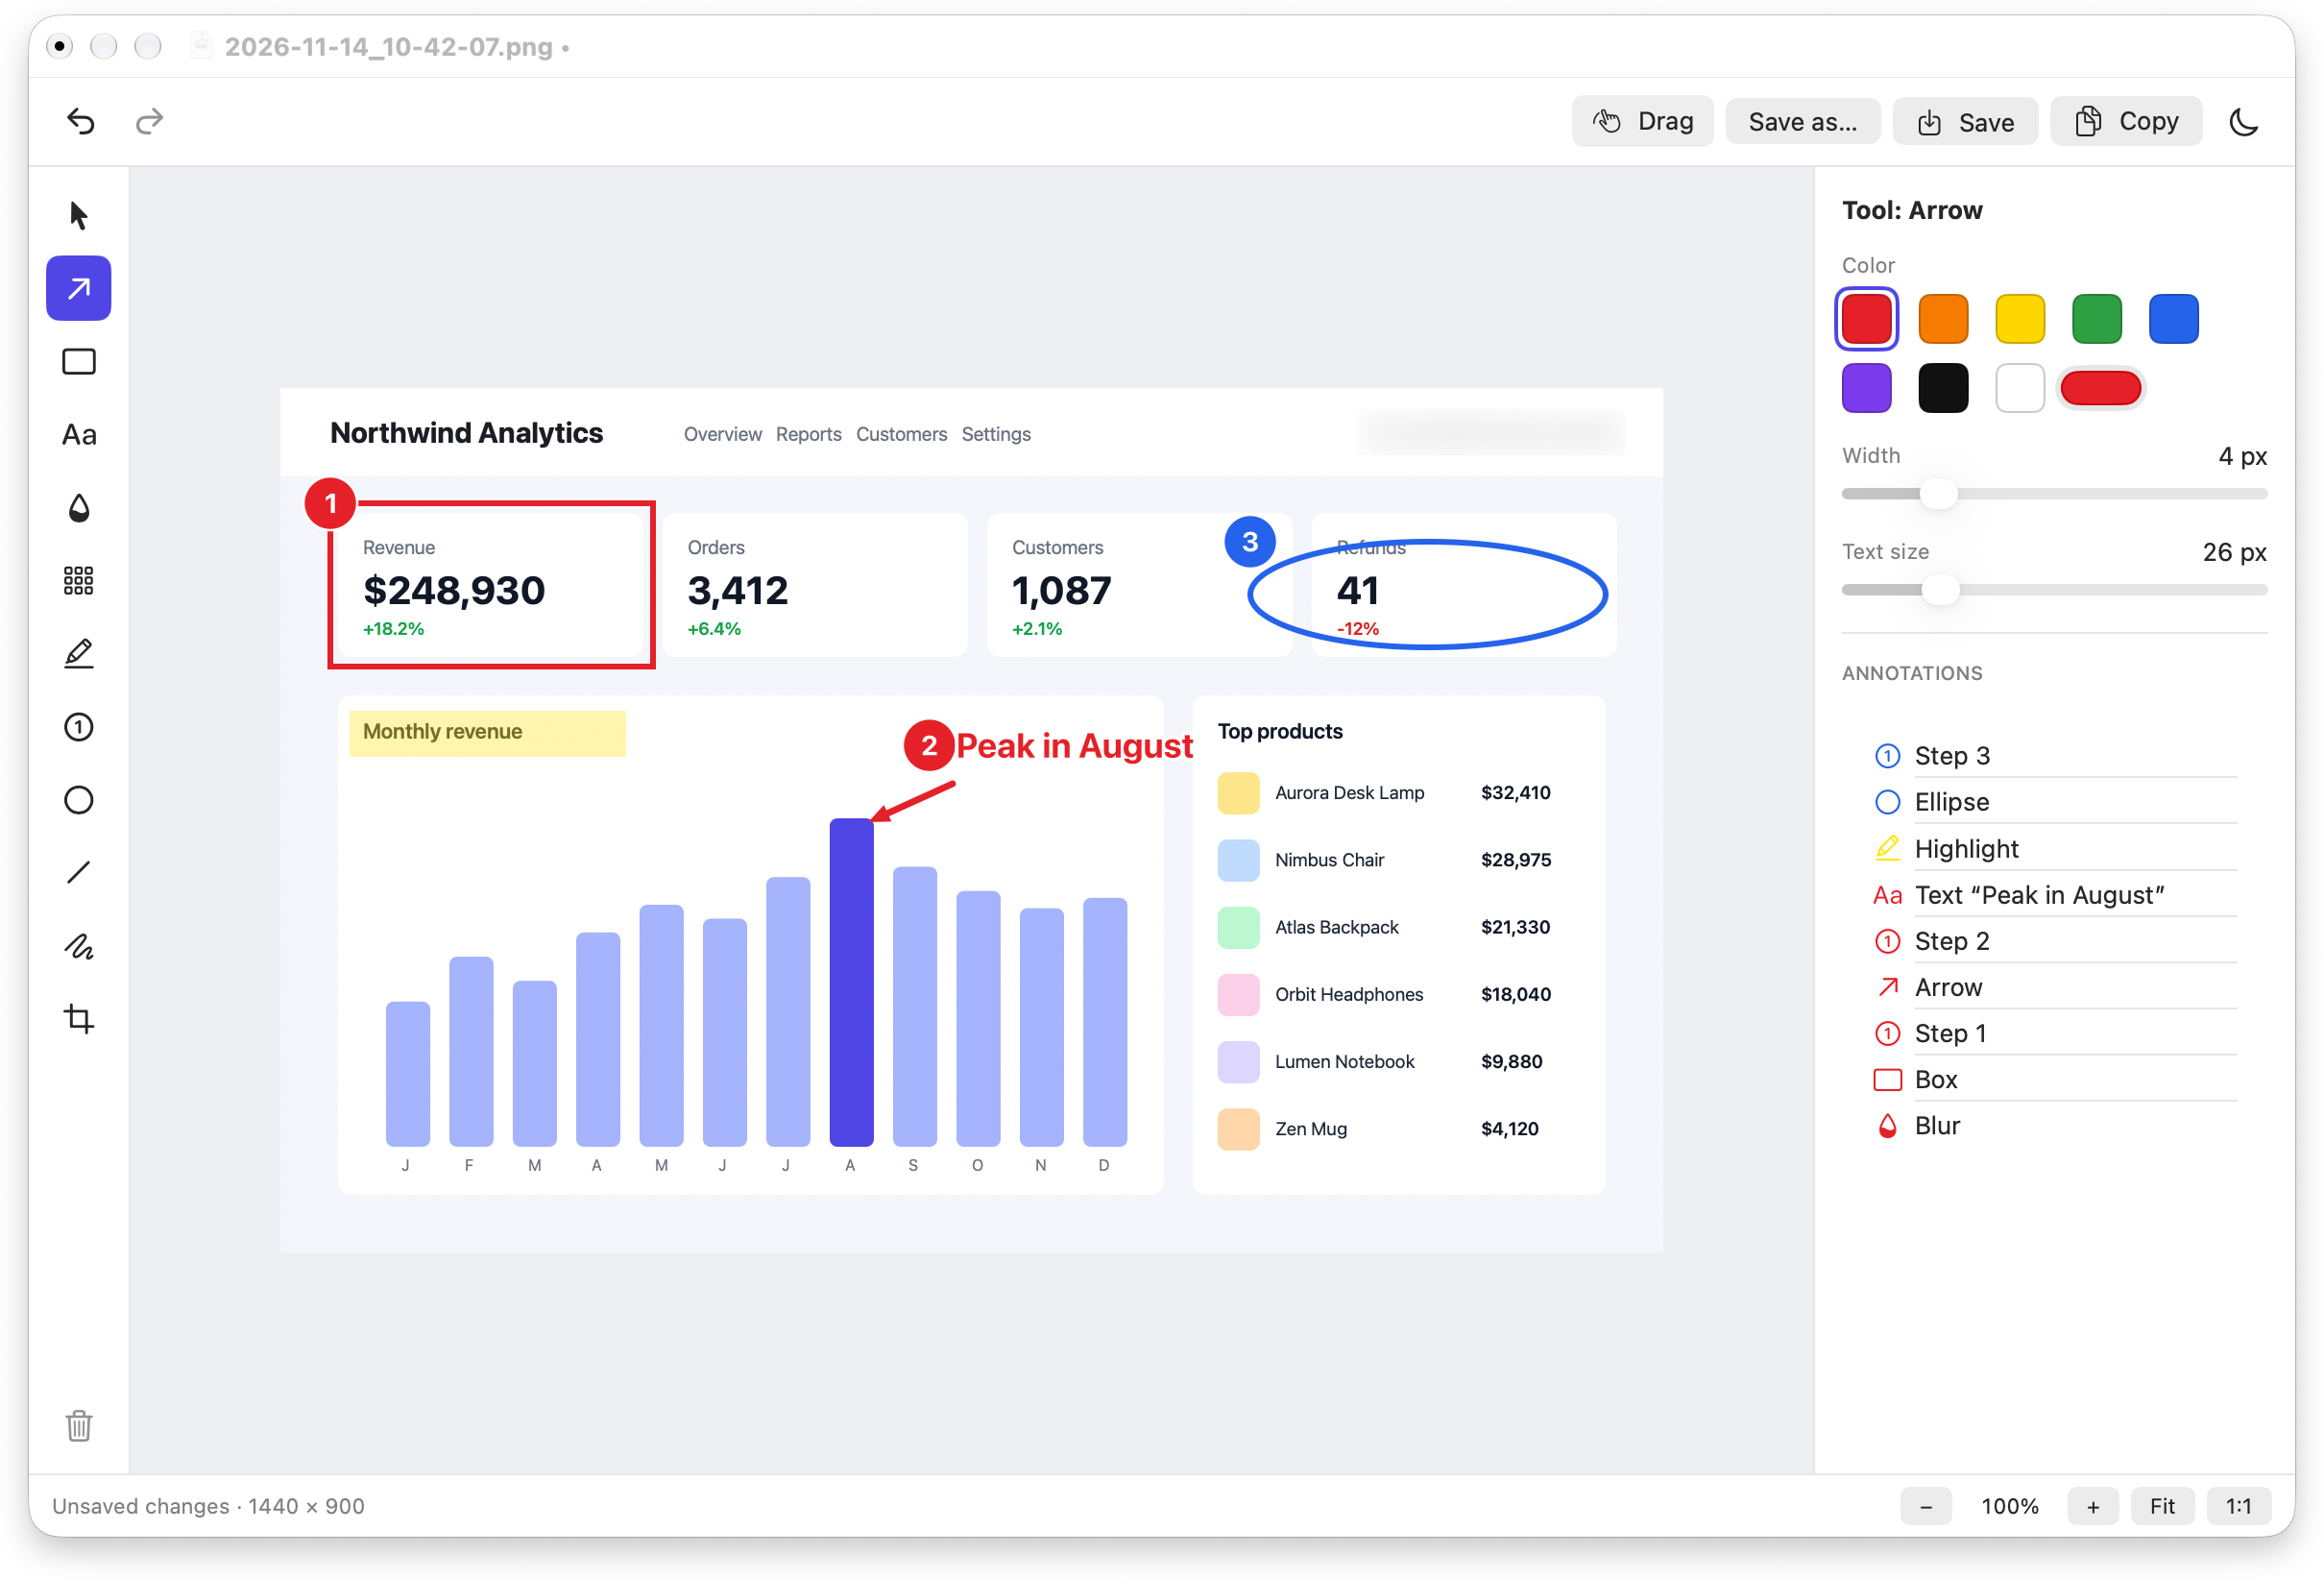 2026-11-14_10-42-07.png •
Drag
Save as...
Save
Copy
Tool: Arrow
Color
Width 4 px
Text size 26 px
ANNOTATIONS
Step 3
Ellipse
Highlight
Aa Text “Peak in August”
1 Step 2
Arrow
1 Step 1
Box
Blur
Aa
1
Northwind Analytics
Overview Reports Customers Settings
1
Revenue
$248,930
+18.2%
Orders
3,412
+6.4%
Customers
1,087
+2.1%
3
Refunds
41
-12%
Monthly revenue
2 Peak in August
J F M A M J J A S O N D
Top products
Aurora Desk Lamp $32,410
Nimbus Chair $28,975
Atlas Backpack $21,330
Orbit Headphones $18,040
Lumen Notebook $9,880
Zen Mug $4,120
Unsaved changes · 1440 × 900
− 100% + Fit 1:1